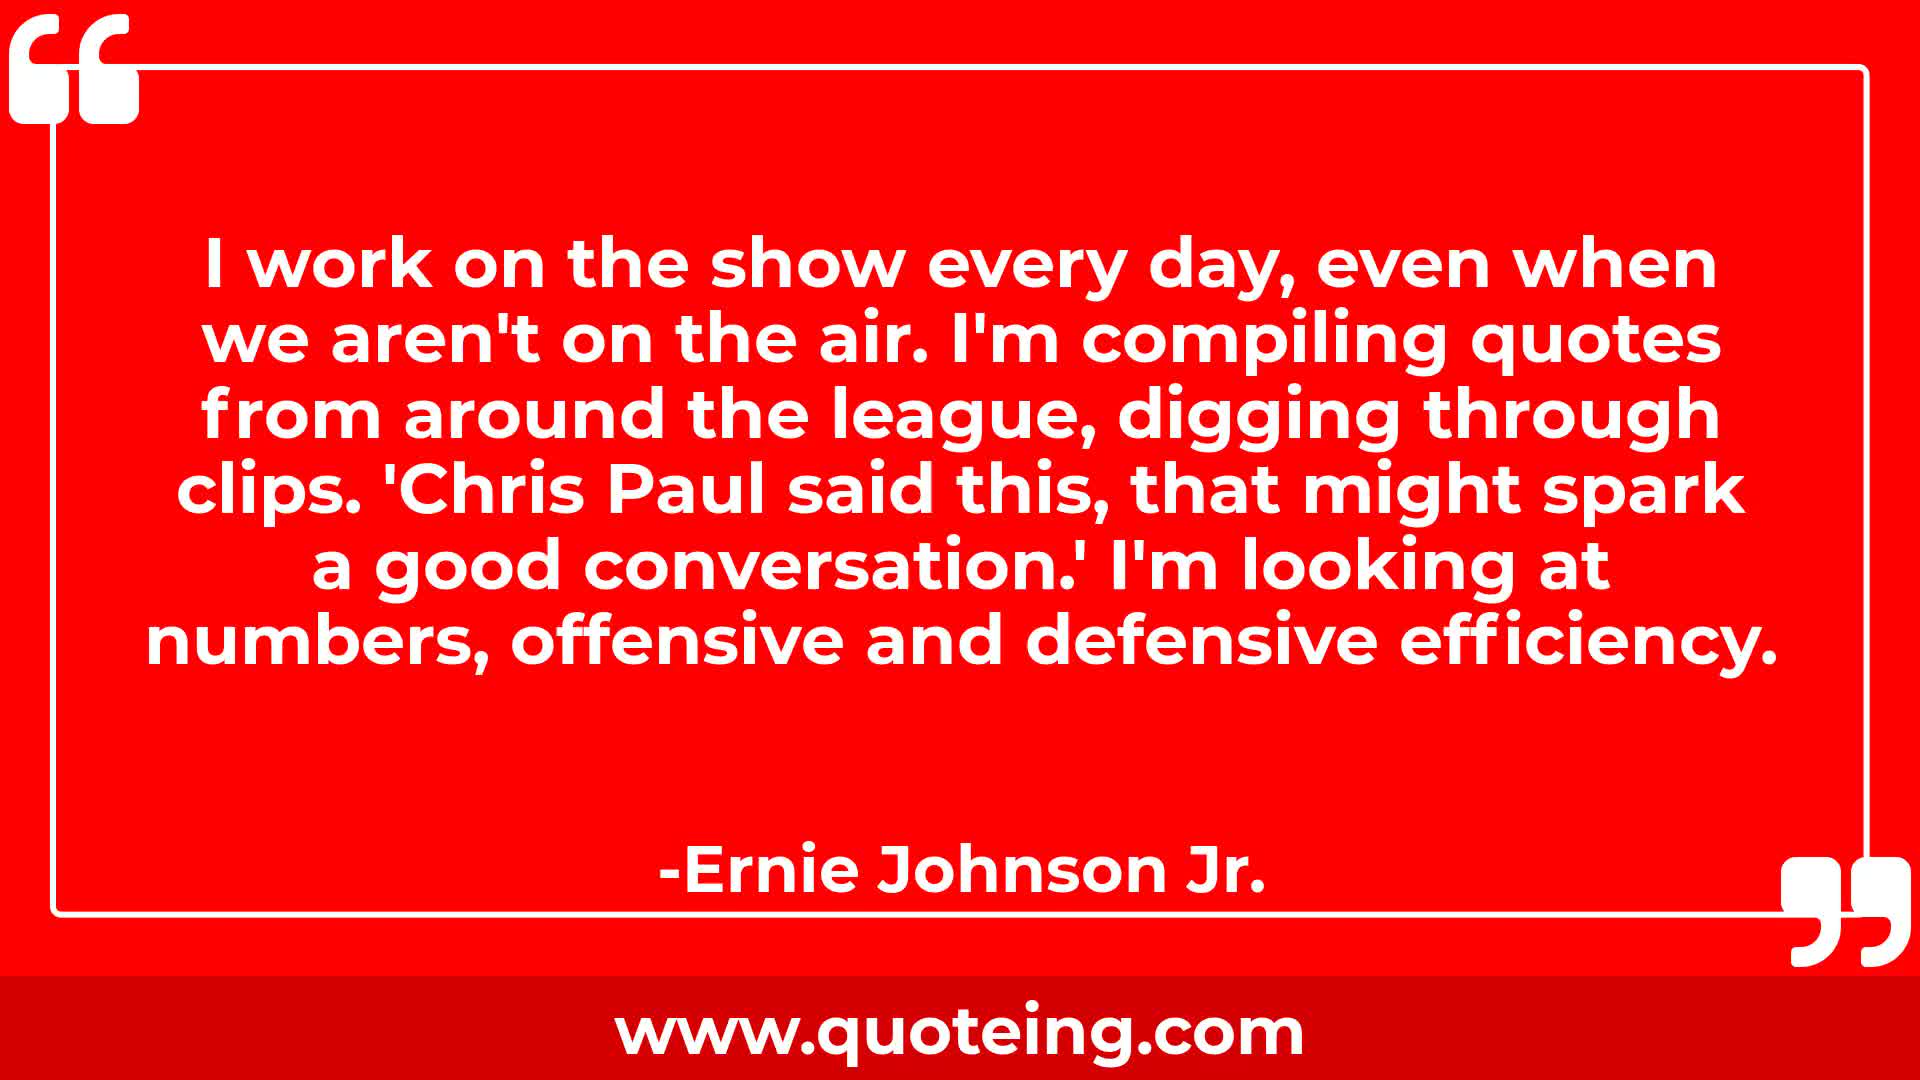 I work on the show every day, even when
we aren't on the air. I'm compiling quotes
from around the league, digging through
clips. 'Chris Paul said this, that might spark
a good conversation.' I'm looking at
numbers, offensive and defensive efficiency.
-Ernie Johnson Jr.
www.quoteing.com